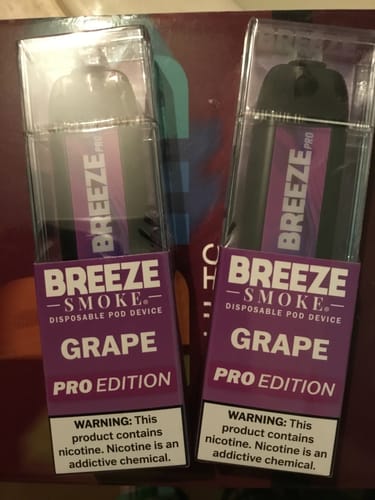 BREEZE PRO
BREEZE
SMOKE®
DISPOSABLE POD DEVICE
GRAPE
PRO EDITION
WARNING: This
product contains
nicotine. Nicotine is an
addictive chemical.
BREEZE PRO
BREEZE
SMOKE®
DISPOSABLE POD DEVICE
GRAPE
PRO EDITION
WARNING: This
product contains
nicotine. Nicotine is an
addictive chemical.